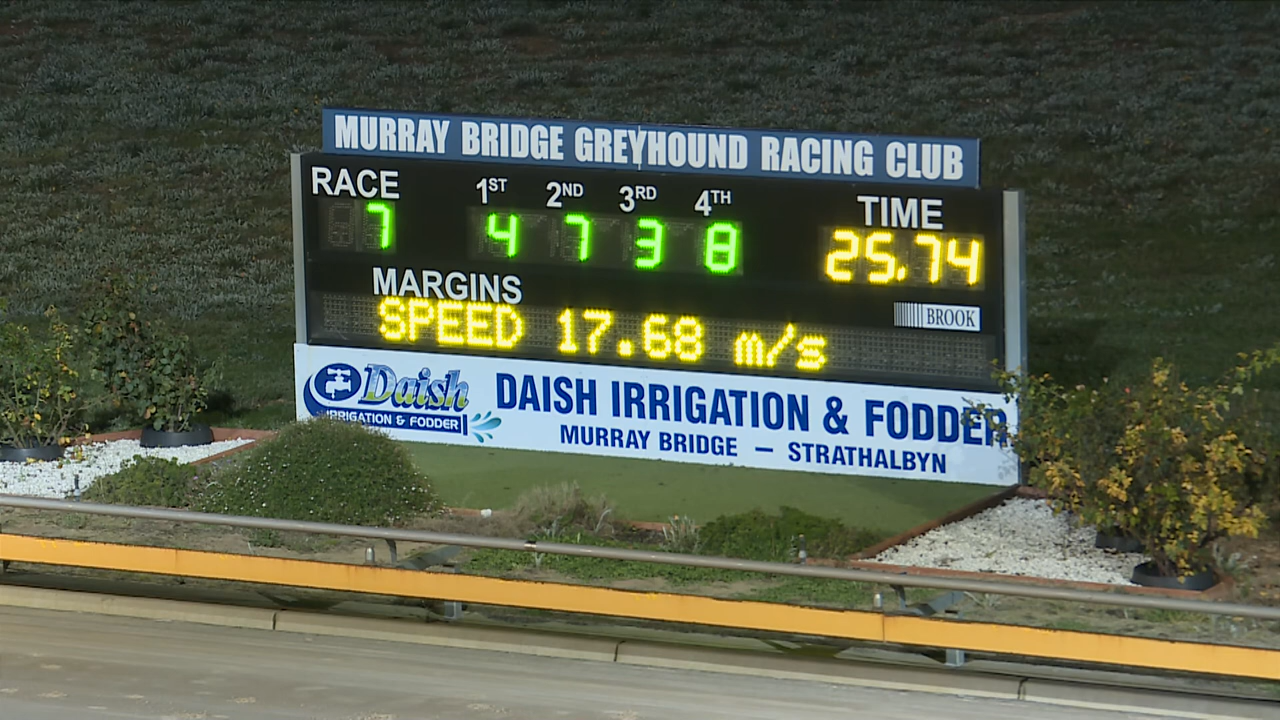 MURRAY BRIDGE GREYHOUND RACING CLUB
RACE 1ST 2ND 3RD 4TH TIME
7 4 7 3 8 25.74
MARGINS
BROOK
SPEED 17.68 m/s
Daish
IRRIGATION & FODDER
DAISH IRRIGATION & FODDER
MURRAY BRIDGE — STRATHALBYN